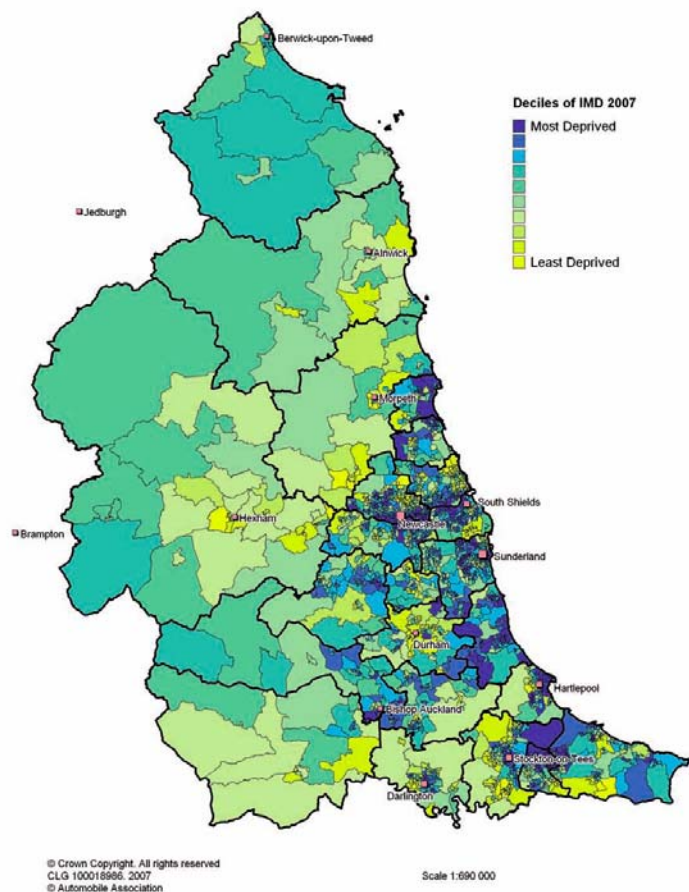 Berwick-upon-Tweed
Deciles of IMD 2007
Most Deprived
Jedburgh
Alnwick
Least Deprived
Morpeth
South Shields
Newcastle
Hexham
Brampton
Sunderland
Durham
Hartlepool
Bishop Auckland
Stockton-on-Tees
Darlington
© Crown Copyright. All rights reserved
CLG 100018986. 2007
© Automobile Association
Scale 1:690 000